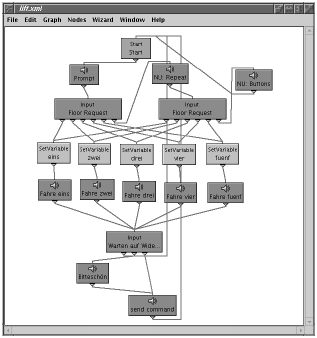 lift.xml
File Edit Graph Nodes Wizard Window Help
Start
Start
Prompt
NU: Repeat
NU: Buttons
Input
Floor Request
Input
Floor Request
SetVariable
eins
SetVariable
zwei
SetVariable
drei
SetVariable
vier
SetVariable
fuenf
Fahre eins
Fahre zwei
Fahre drei
Fahre vier
Fahre fuenf
Input
Warten auf Wide...
Bitteschön
send command